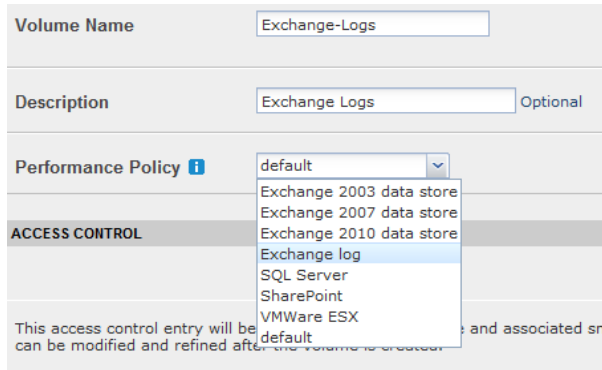 Volume Name Exchange-Logs
Description Exchange Logs Optional
Performance Policy i default
Exchange 2003 data store
Exchange 2007 data store
Exchange 2010 data store
ACCESS CONTROL
Exchange log
SQL Server
SharePoint
VMWare ESX
default
This access control entry will be and associated
can be modified and refined after the volume is created.